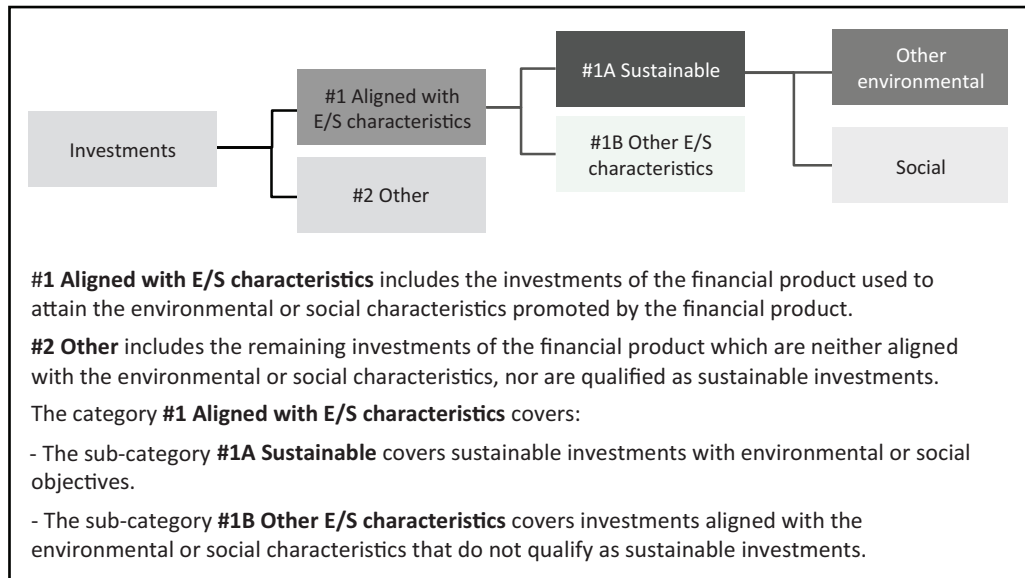 Investments
#1 Aligned with
E/S characteristics
#2 Other
#1A Sustainable
#1B Other E/S
characteristics
Other
environmental
Social
#1 Aligned with E/S characteristics includes the investments of the financial product used to
attain the environmental or social characteristics promoted by the financial product.
#2 Other includes the remaining investments of the financial product which are neither aligned
with the environmental or social characteristics, nor are qualified as sustainable investments.
The category #1 Aligned with E/S characteristics covers:
- The sub-category #1A Sustainable covers sustainable investments with environmental or social
objectives.
- The sub-category #1B Other E/S characteristics covers investments aligned with the
environmental or social characteristics that do not qualify as sustainable investments.